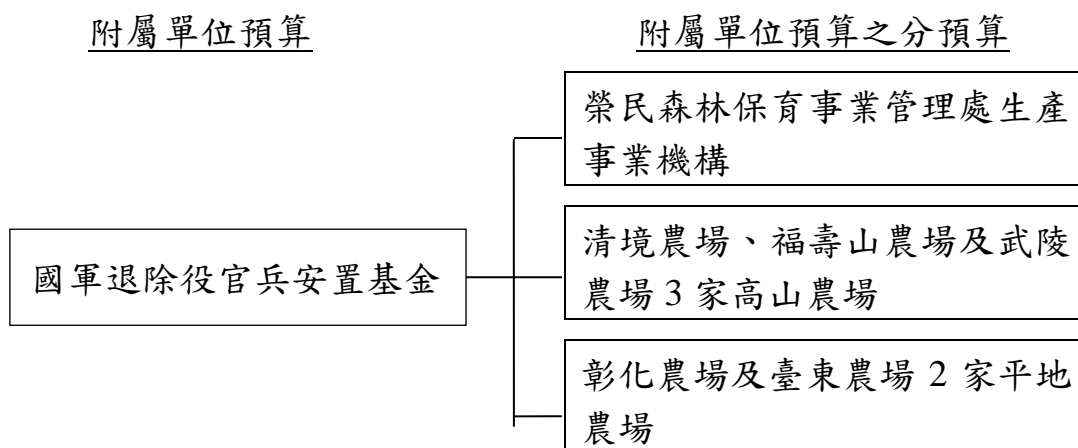 附屬單位預算
附屬單位預算之分預算
榮民森林保育事業管理處生產
事業機構
國軍退除役官兵安置基金
清境農場、福壽山農場及武陵
農場 3 家高山農場
彰化農場及臺東農場 2 家平地
農場